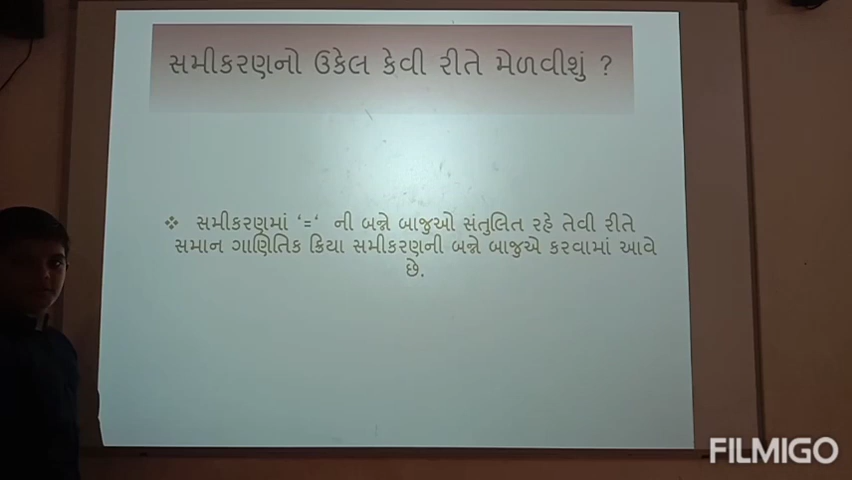 સમીકરણનો ઉકેલ કેવી રીતે મેળવીશું ?
❖ સમીકરણમાં ‘=‘ ની બન્ને બાજુઓ સંતુલિત રહે તેવી રીતે
સમાન ગાણિતિક ક્રિયા સમીકરણની બન્ને બાજુએ કરવામાં આવે
છે.
FILMIGO